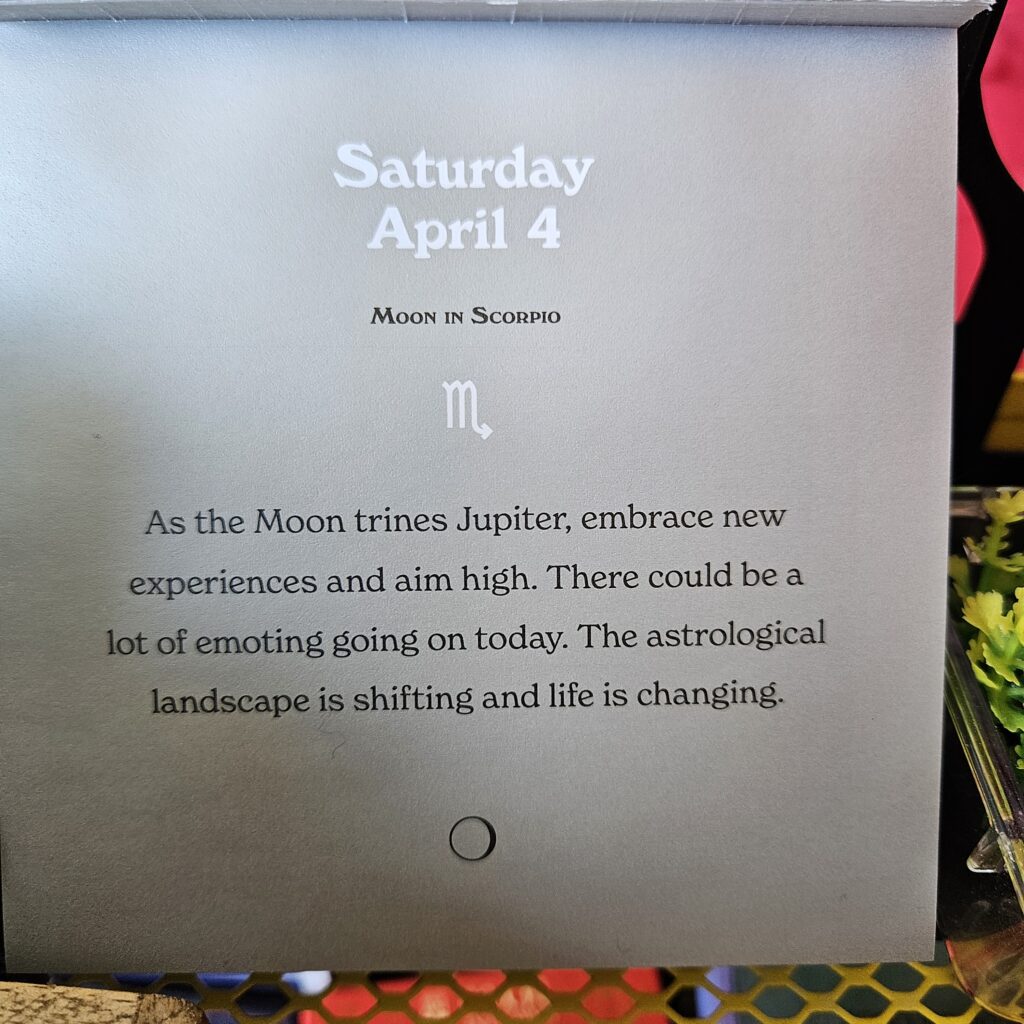 Saturday
April 4
Moon in Scorpio
♏
As the Moon trines Jupiter, embrace new
experiences and aim high. There could be a
lot of emoting going on today. The astrological
landscape is shifting and life is changing.